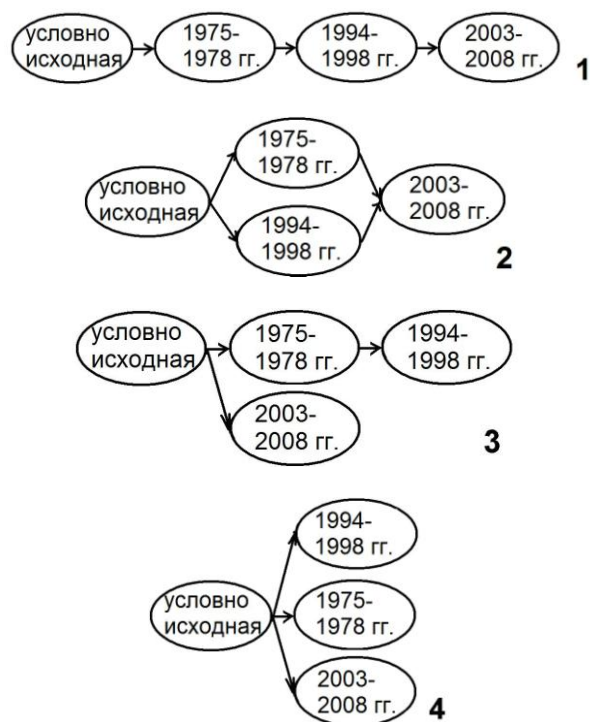 условно
исходная
1975-
1978 гг.
1994-
1998 гг.
2003-
2008 гг.
1
условно
исходная
1975-
1978 гг.
1994-
1998 гг.
2003-
2008 гг.
2
условно
исходная
1975-
1978 гг.
1994-
1998 гг.
2003-
2008 гг.
3
условно
исходная
1994-
1998 гг.
1975-
1978 гг.
2003-
2008 гг.
4